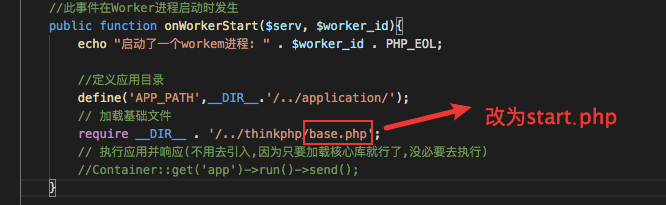 //此事件在Worker进程启动时发生
public function onWorkerStart($serv, $worker_id){
echo "启动了一个workem进程: " . $worker_id . PHP_EOL;
//定义应用目录
define('APP_PATH',__DIR__.'/../application/');
// 加载基础文件
require __DIR__ . '/../thinkphp/base.php';
改为start.php
// 执行应用并响应(不用去引入,因为只要加载核心库就行了,没必要去执行)
//Container::get('app')->run()->send();
}